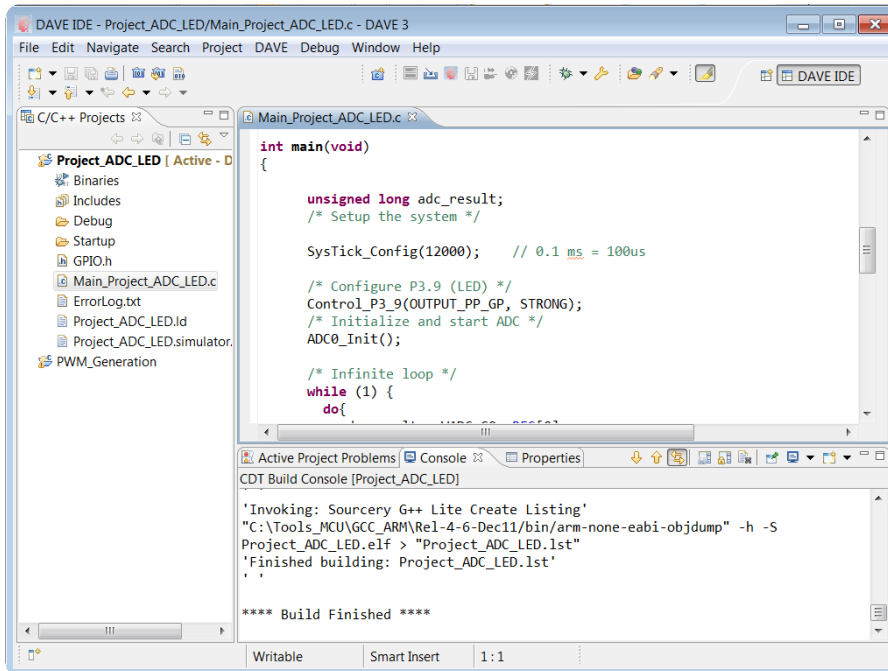 DAVE IDE - Project_ADC_LED/Main_Project_ADC_LED.c - DAVE 3
File Edit Navigate Search Project DAVE Debug Window Help
DAVE IDE
C/C++ Projects
Project_ADC_LED [ Active - D
Binaries
Includes
Debug
Startup
GPIO.h
Main_Project_ADC_LED.c
ErrorLog.txt
Project_ADC_LED.ld
Project_ADC_LED.simulator.
PWM_Generation
Main_Project_ADC_LED.c
int main(void)
{
unsigned long adc_result;
/* Setup the system */
SysTick_Config(12000); // 0.1 ms = 100us
/* Configure P3.9 (LED) */
Control_P3_9(OUTPUT_PP_GP, STRONG);
/* Initialize and start ADC */
ADC0_Init();
/* Infinite loop */
while (1) {
do{
Active Project Problems Console Properties
CDT Build Console [Project_ADC_LED]
' '
'Invoking: Sourcery G++ Lite Create Listing'
"C:\Tools_MCU\GCC_ARM\Rel-4-6-Dec11/bin/arm-none-eabi-objdump" -h -S
Project_ADC_LED.elf > "Project_ADC_LED.lst"
'Finished building: Project_ADC_LED.lst'
' '
**** Build Finished ****
Writable Smart Insert 1:1